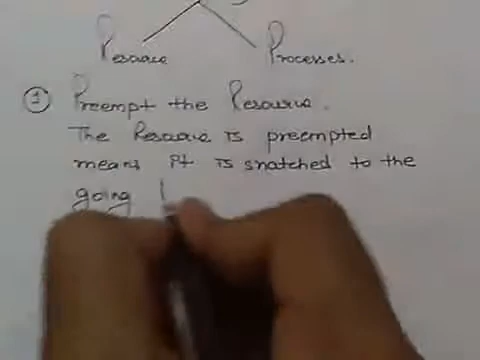 Resource Processes.
1 Preempt the Resource.
The Resource is preempted
means it is snatched to the
going